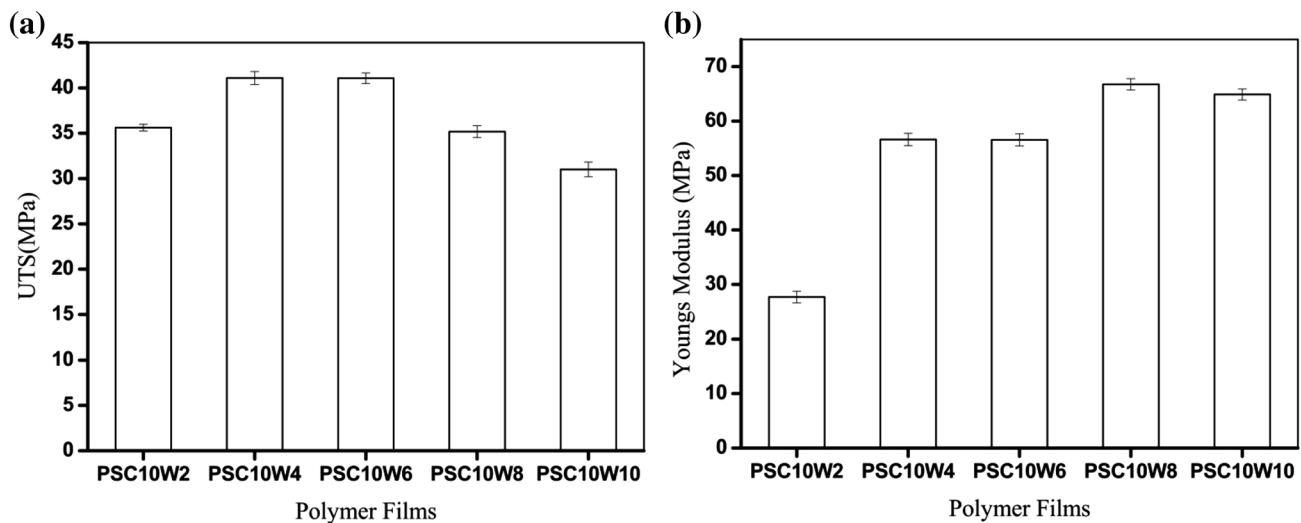 (a)
45
40
35
30
25
20
15
10
5
0
UTS(MPa)
PSC10W2 PSC10W4 PSC10W6 PSC10W8 PSC10W10
Polymer Films
(b)
70
60
50
40
30
20
10
0
Youngs Modulus (MPa)
PSC10W2 PSC10W4 PSC10W6 PSC10W8 PSC10W10
Polymer Films